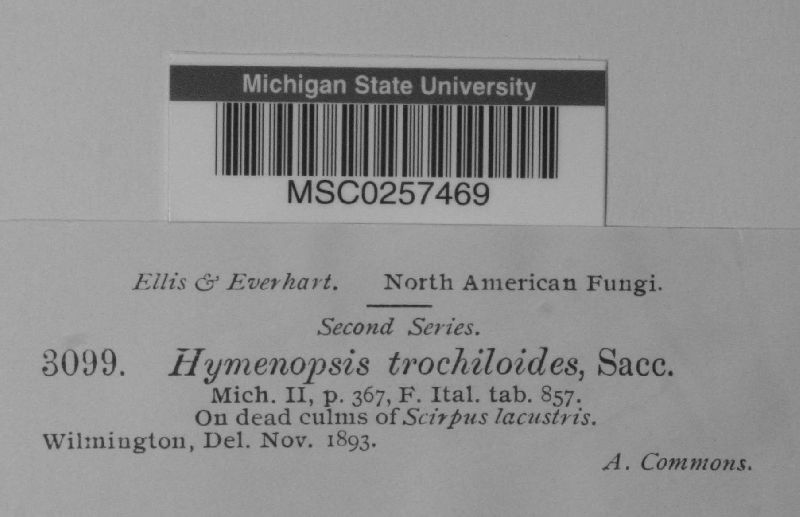 Michigan State University
MSC0257469
Ellis & Everhart. North American Fungi.
Second Series.
3099. Hymenopsis trochiloides, Sacc.
Mich. II, p. 367, F. Ital. tab. 857.
On dead culms of Scirpus lacustris.
Wilmington, Del. Nov. 1893.
A. Commons.